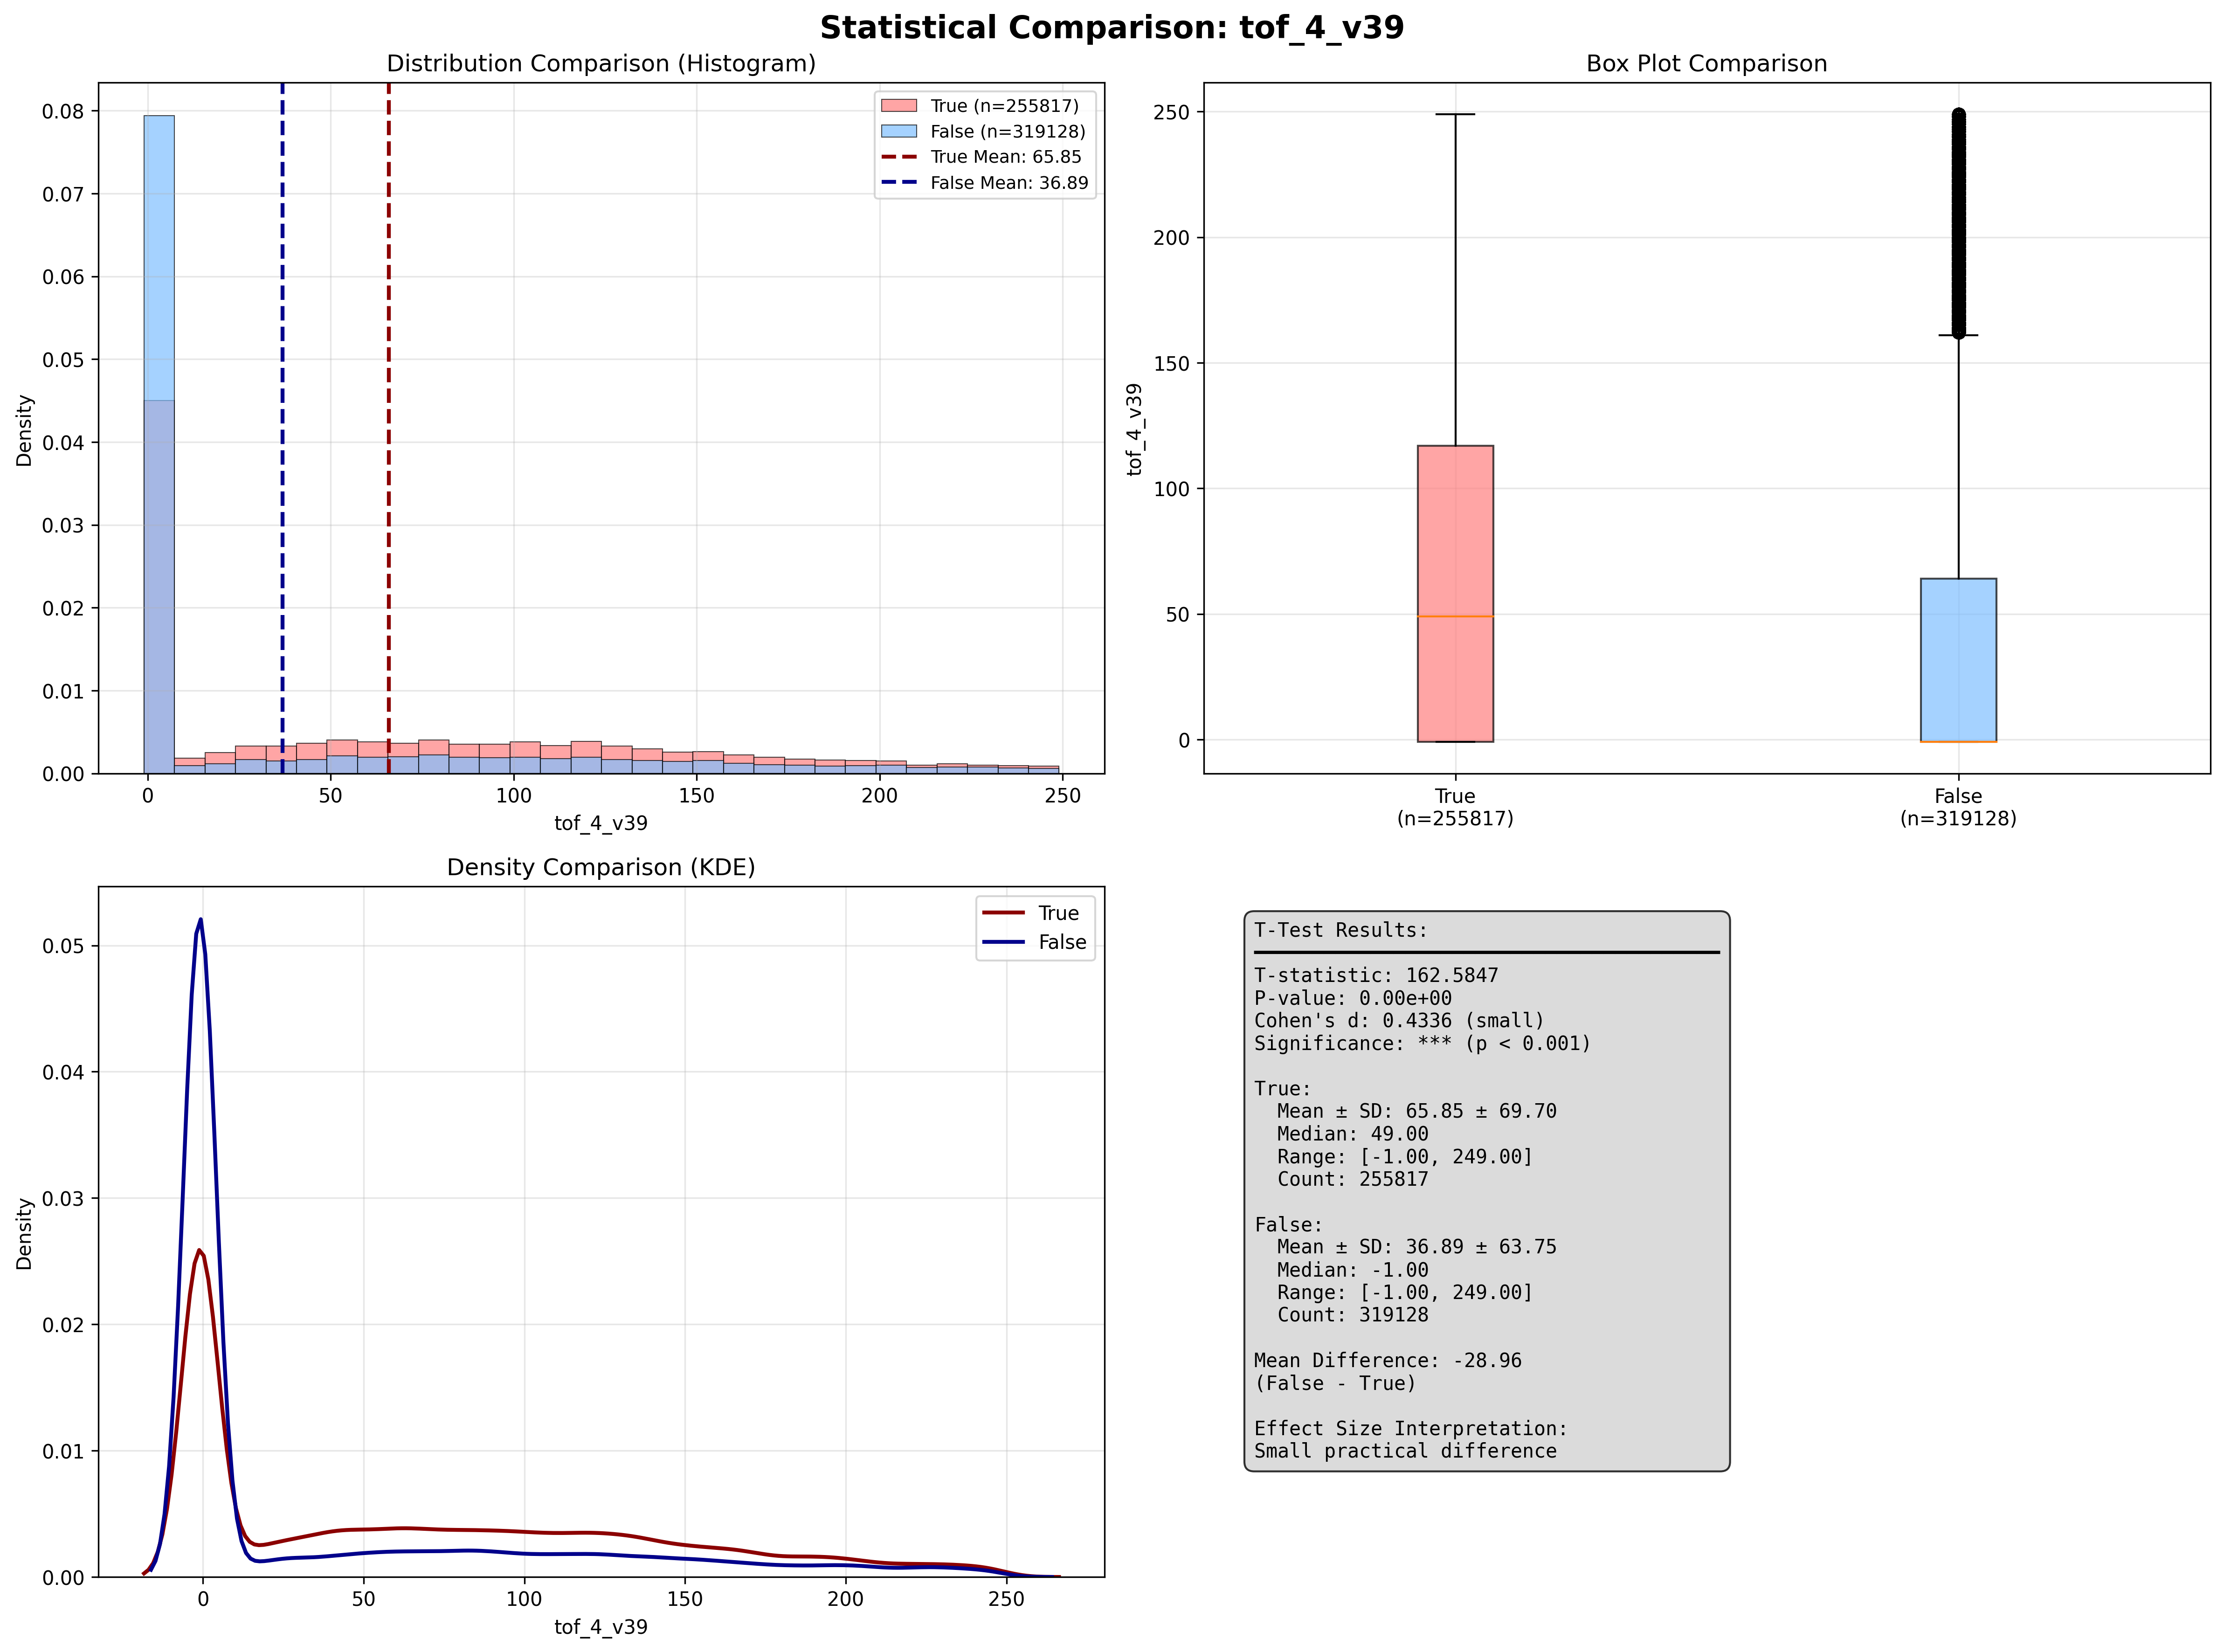 Statistical Comparison: tof_4_v39
Distribution Comparison (Histogram)
Density
0.08
0.07
0.06
0.05
0.04
0.03
0.02
0.01
0.00
0
50
100
150
200
250
tof_4_v39
True (n=255817)
False (n=319128)
True Mean: 65.85
False Mean: 36.89
Box Plot Comparison
tof_4_v39
250
200
150
100
50
0
True
(n=255817)
False
(n=319128)
Density Comparison (KDE)
Density
0.05
0.04
0.03
0.02
0.01
0.00
0
50
100
150
200
250
tof_4_v39
True
False
T-Test Results:
T-statistic: 162.5847
P-value: 0.00e+00
Cohen's d: 0.4336 (small)
Significance: *** (p < 0.001)
True:
Mean ± SD: 65.85 ± 69.70
Median: 49.00
Range: [-1.00, 249.00]
Count: 255817
False:
Mean ± SD: 36.89 ± 63.75
Median: -1.00
Range: [-1.00, 249.00]
Count: 319128
Mean Difference: -28.96
(False - True)
Effect Size Interpretation:
Small practical difference